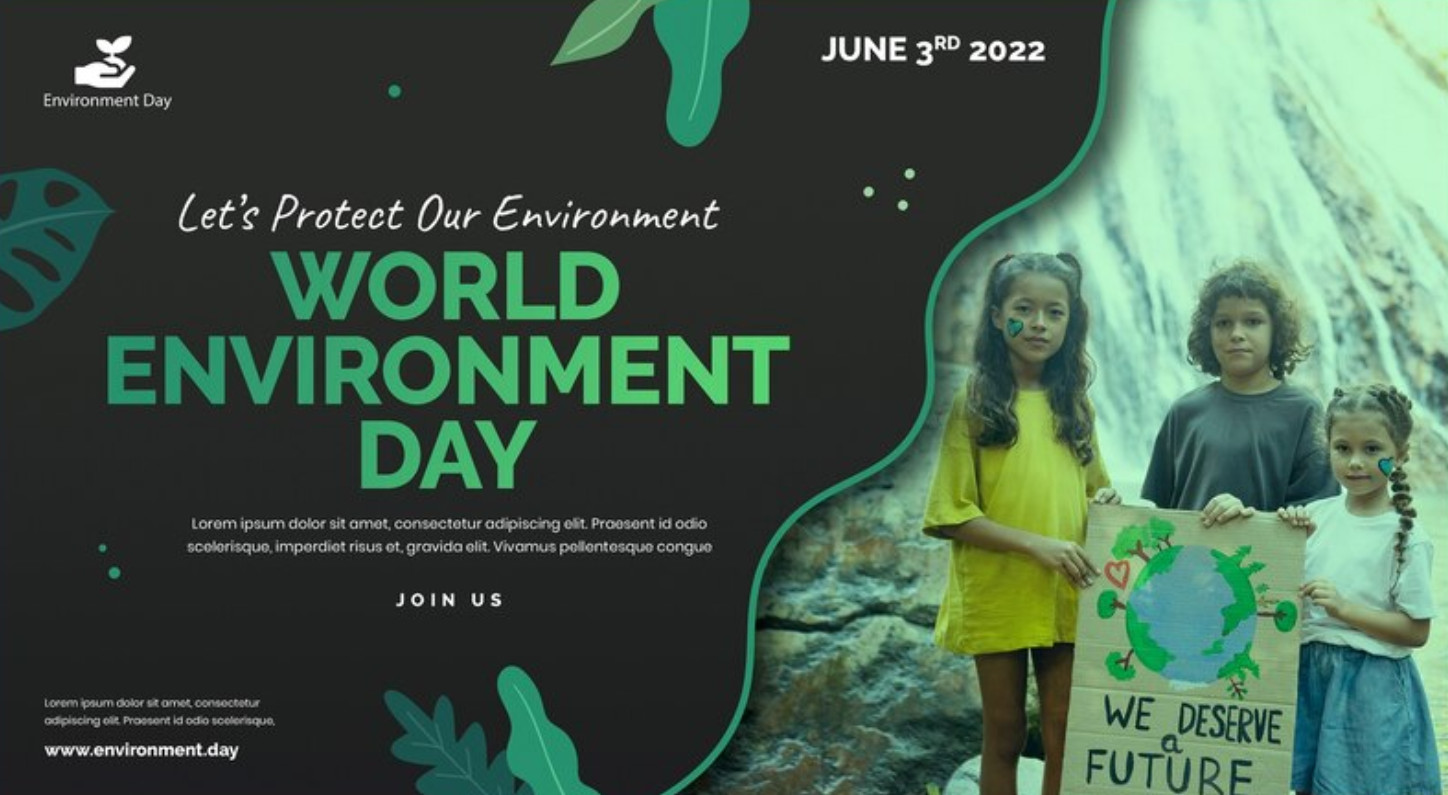 Environment Day
JUNE 3RD 2022
Let's Protect Our Environment
WORLD
ENVIRONMENT
DAY
Lorem ipsum dolor sit amet, consectetur adipiscing elit. Praesent id odio
scelerisque, imperdiet risus et, gravida elit. Vivamus pellentesque congue
JOIN US
Lorem ipsum dolor sit amet, consectetur
adipiscing elit. Praesent id odio scelerisque,
www.environment.day
WE DESERVE
a
FUTURE